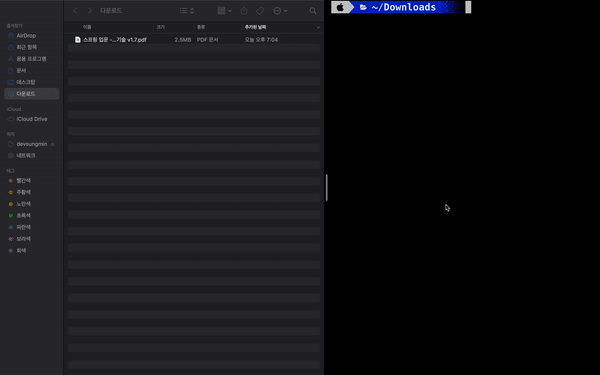 다운로드
~/Downloads
즐겨찾기
이름
크기
종류
추가된 날짜
AirDrop
스프링 입문 -...기술 v1.7.pdf
2.5MB
PDF 문서
오늘 오후 7:04
최근 항목
응용 프로그램
문서
데스크탑
다운로드
iCloud
iCloud Drive
위치
devsungmin
네트워크
태그
빨간색
주황색
노란색
초록색
파란색
보라색
회색